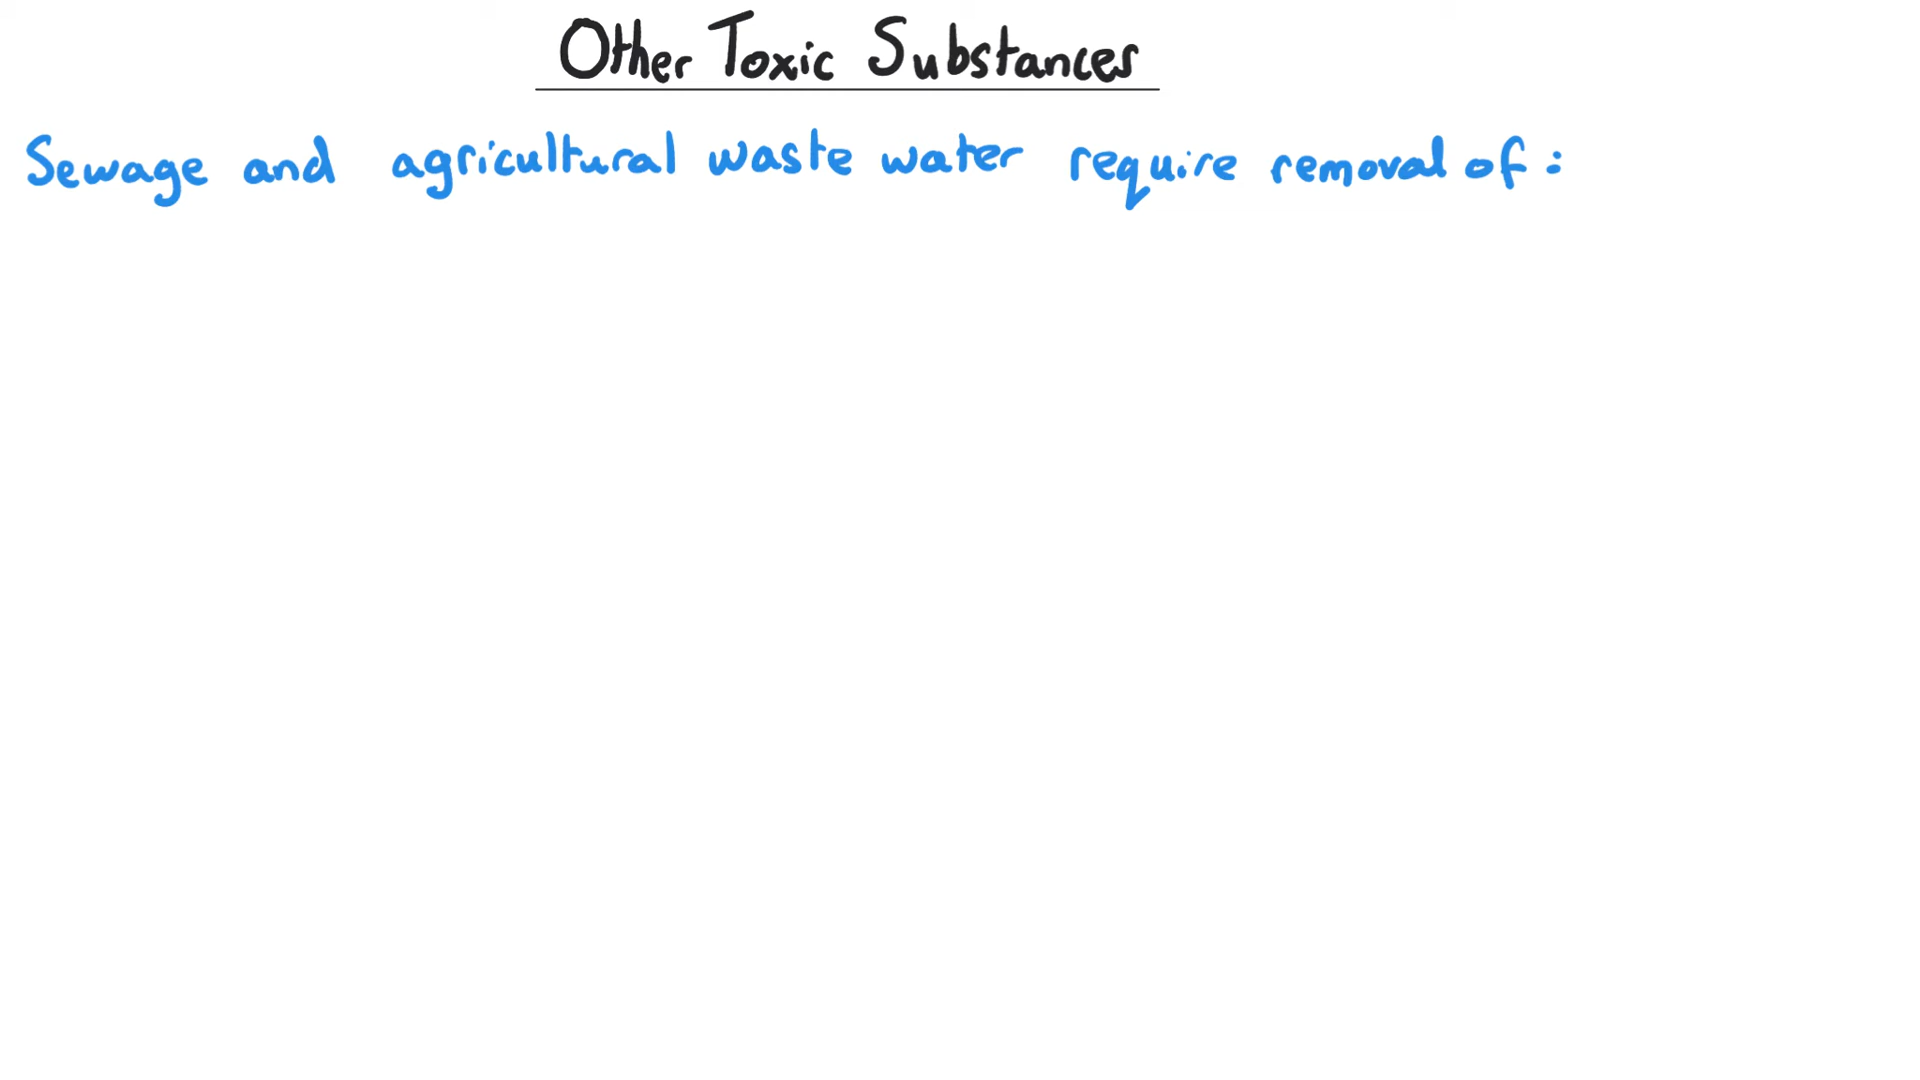 Other Toxic Substances
Sewage and agricultural waste water require removal of :